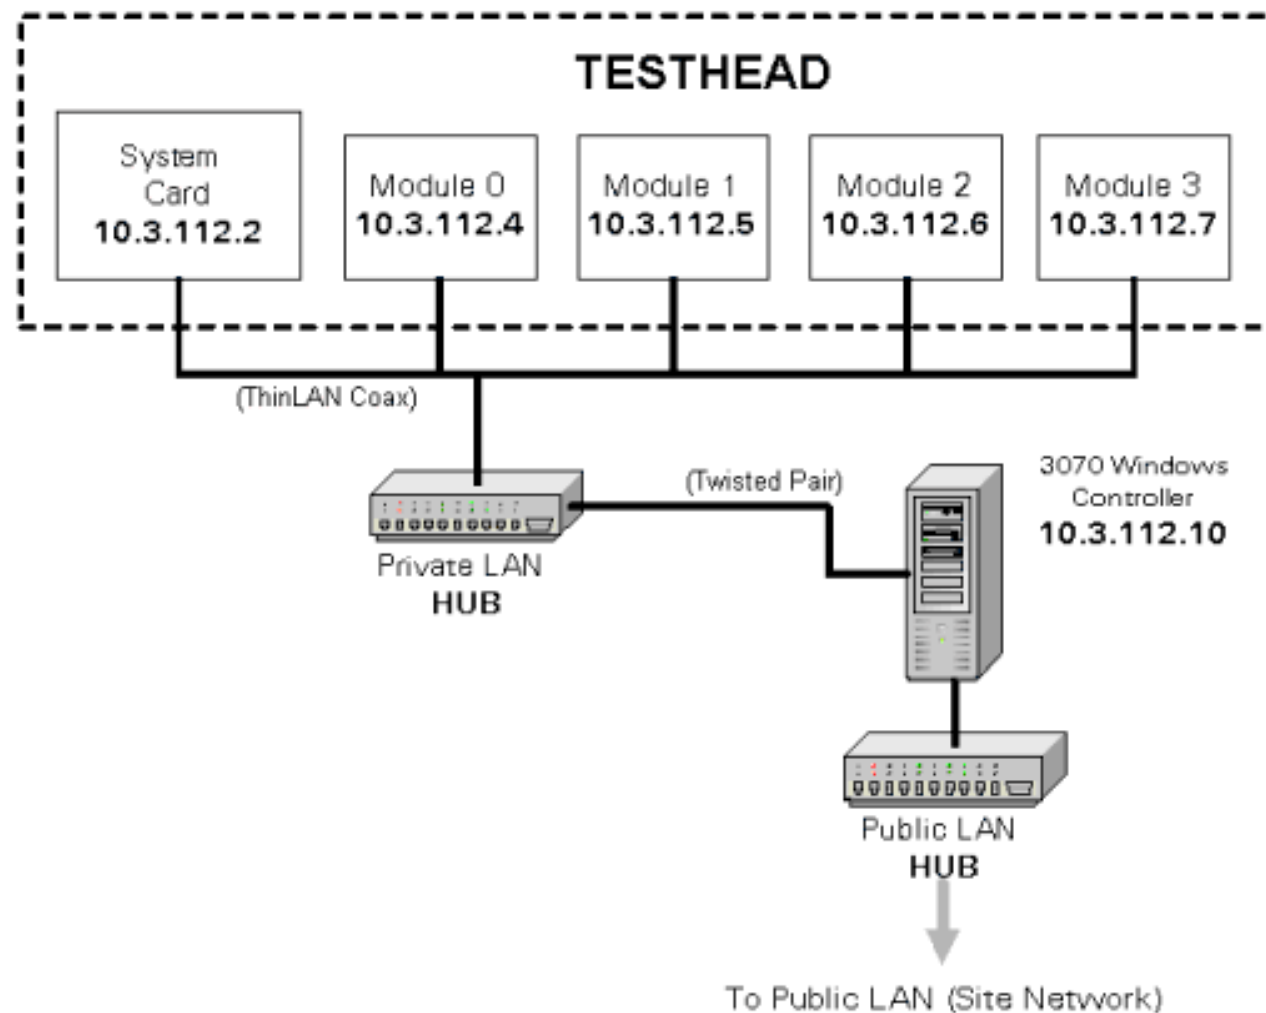 TESTHEAD
System
Card
10.3.112.2
Module 0
10.3.112.4
Module 1
10.3.112.5
Module 2
10.3.112.6
Module 3
10.3.112.7
(ThinLAN Coax)
(Twisted Pair)
3070 Windows
Controller
10.3.112.10
Private LAN
HUB
Public LAN
HUB
To Public LAN (Site Network)